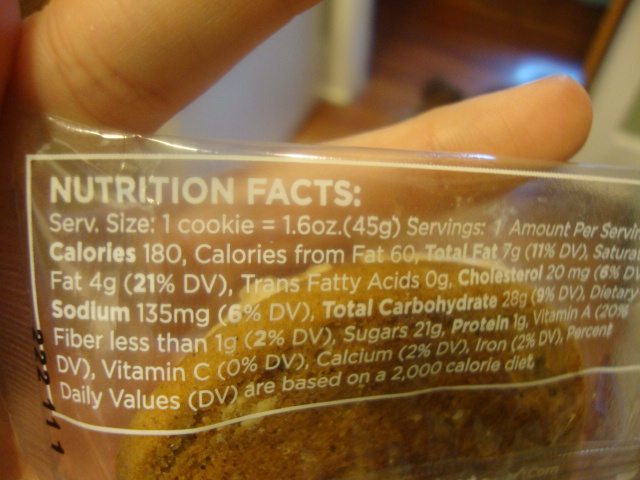 NUTRITION FACTS:
Serv. Size: 1 cookie = 1.6oz.(45g) Servings: 1 Amount Per Servin
Calories 180, Calories from Fat 60, Total Fat 7g (11% DV), Satura
Fat 4g (21% DV), Trans Fatty Acids 0g, Cholesterol 20 mg (6% D
Sodium 135mg (6% DV), Total Carbohydrate 28g (9% DV), Dietary
Fiber less than 1g (2% DV), Sugars 21g, Protein 1g, Vitamin A (20%
DV), Vitamin C (0% DV), Calcium (2% DV), Iron (2% DV), Percent
Daily Values (DV) are based on a 2,000 calorie diet.